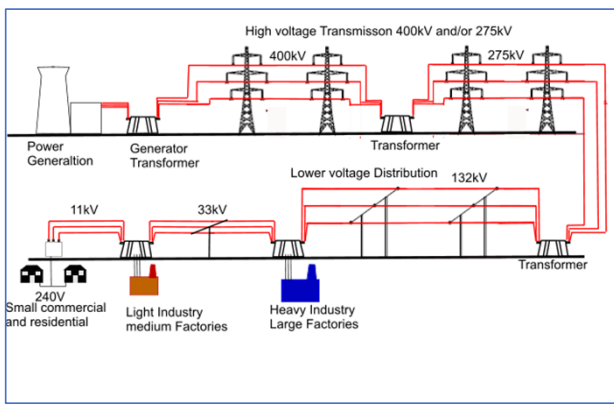 High voltage Transmisson 400kV and/or 275kV
400kV
275kV
Power
Generaltion
Generator
Transformer
Transformer
Lower voltage Distribution
132kV
11kV
33kV
Transformer
240V
Small commercial
and residential
Light Industry
medium Factories
Heavy Industry
Large Factories